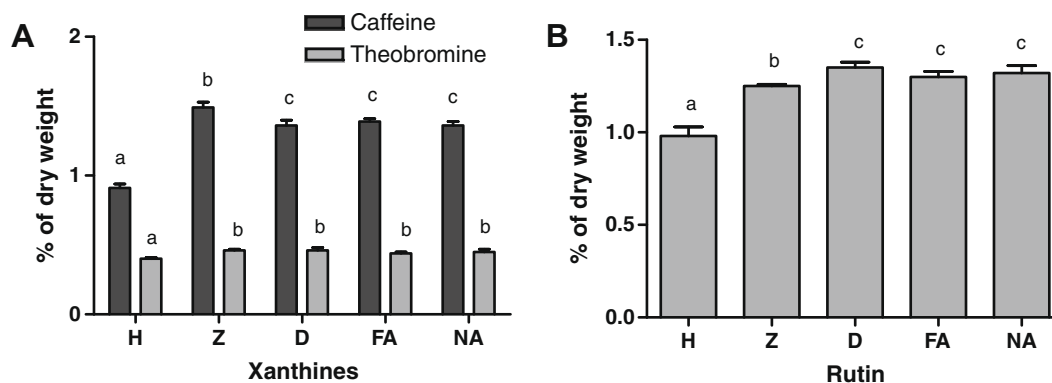 A
Caffeine
Theobromine
% of dry weight
2
1
0
a
a
b
b
c
b
c
b
c
b
H Z D FA NA
Xanthines
B
% of dry weight
1.5
1.0
0.5
0.0
a
b
c
c
c
H Z D FA NA
Rutin